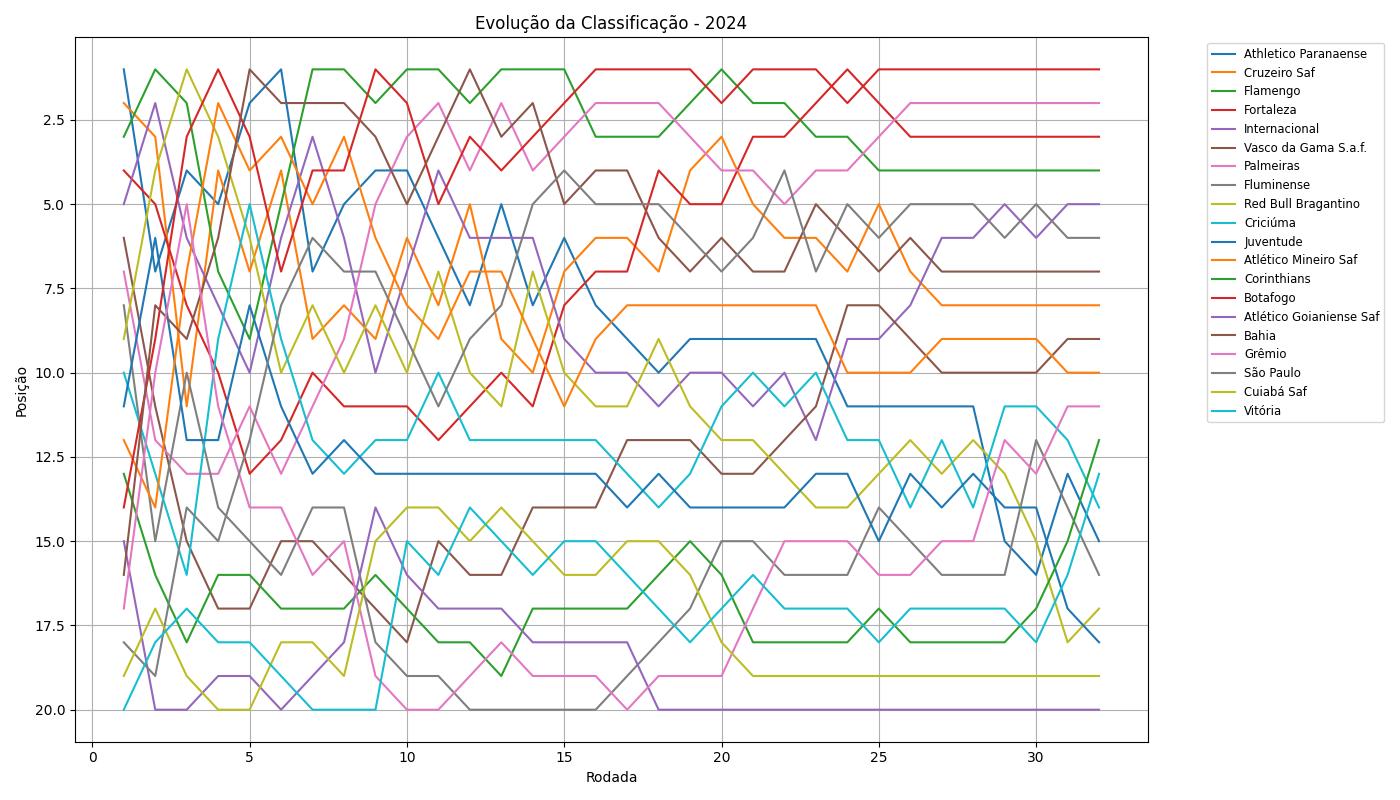 Evolução da Classificação - 2024
Posição
2.5
5.0
7.5
10.0
12.5
15.0
17.5
20.0
0
5
10
15
20
25
30
Rodada
Athletico Paranaense
Cruzeiro Saf
Flamengo
Fortaleza
Internacional
Vasco da Gama S.a.f.
Palmeiras
Fluminense
Red Bull Bragantino
Criciúma
Juventude
Atlético Mineiro Saf
Corinthians
Botafogo
Atlético Goianiense Saf
Bahia
Grêmio
São Paulo
Cuiabá Saf
Vitória